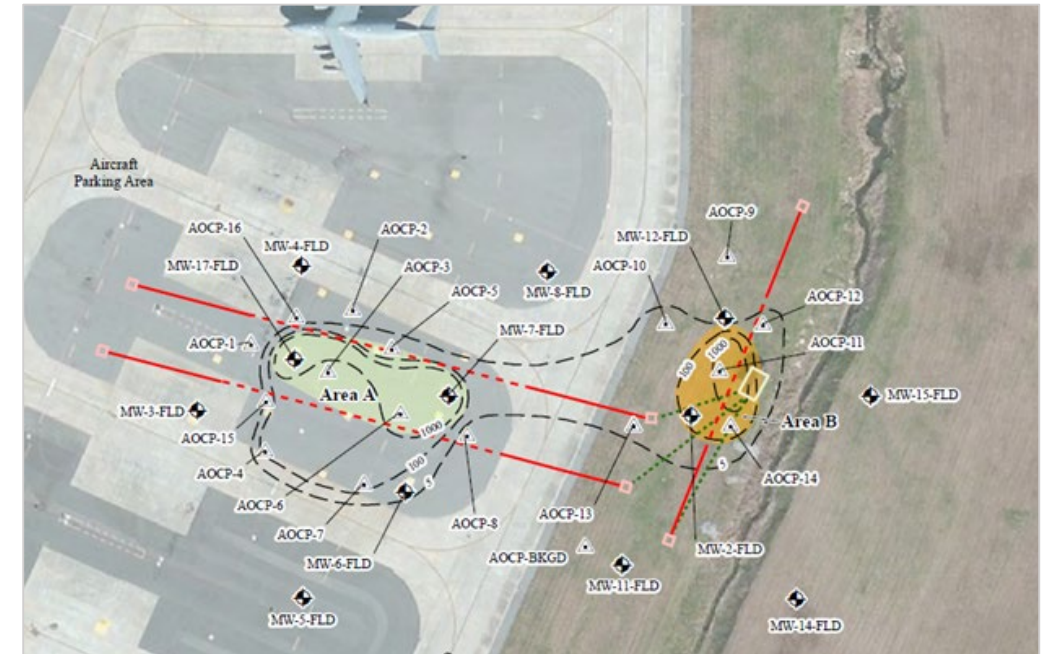 Aircraft
Parking Area
AOCP-16
MW-4-FLD
AOCP-2
MW-17-FLD
AOCP-3
AOCP-5
MW-8-FLD
MW-7-FLD
AOCP-9
MW-12-FLD
AOCP-10
AOCP-12
AOCP-1
AOCP-11
1000
100
Area A
MW-3-FLD
MW-15-FLD
AOCP-15
1000
Area B
AOCP-4
100
5
5
AOCP-14
AOCP-6
AOCP-7
AOCP-8
AOCP-13
MW-6-FLD
AOCP-BKGD
MW-2-FLD
MW-11-FLD
MW-5-FLD
MW-14-FLD